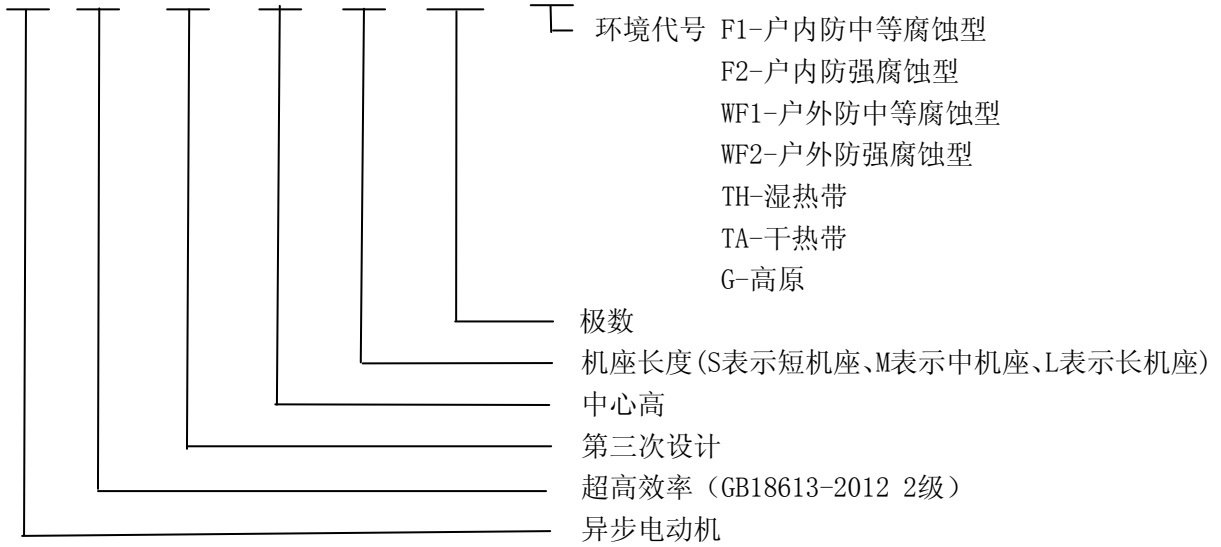 环境代号 F1-户内防中等腐蚀型
F2-户内防强腐蚀型
WF1-户外防中等腐蚀型
WF2-户外防强腐蚀型
TH-湿热带
TA-干热带
G-高原
极数
机座长度(S表示短机座、M表示中机座、L表示长机座)
中心高
第三次设计
超高效率（GB18613-2012 2级）
异步电动机